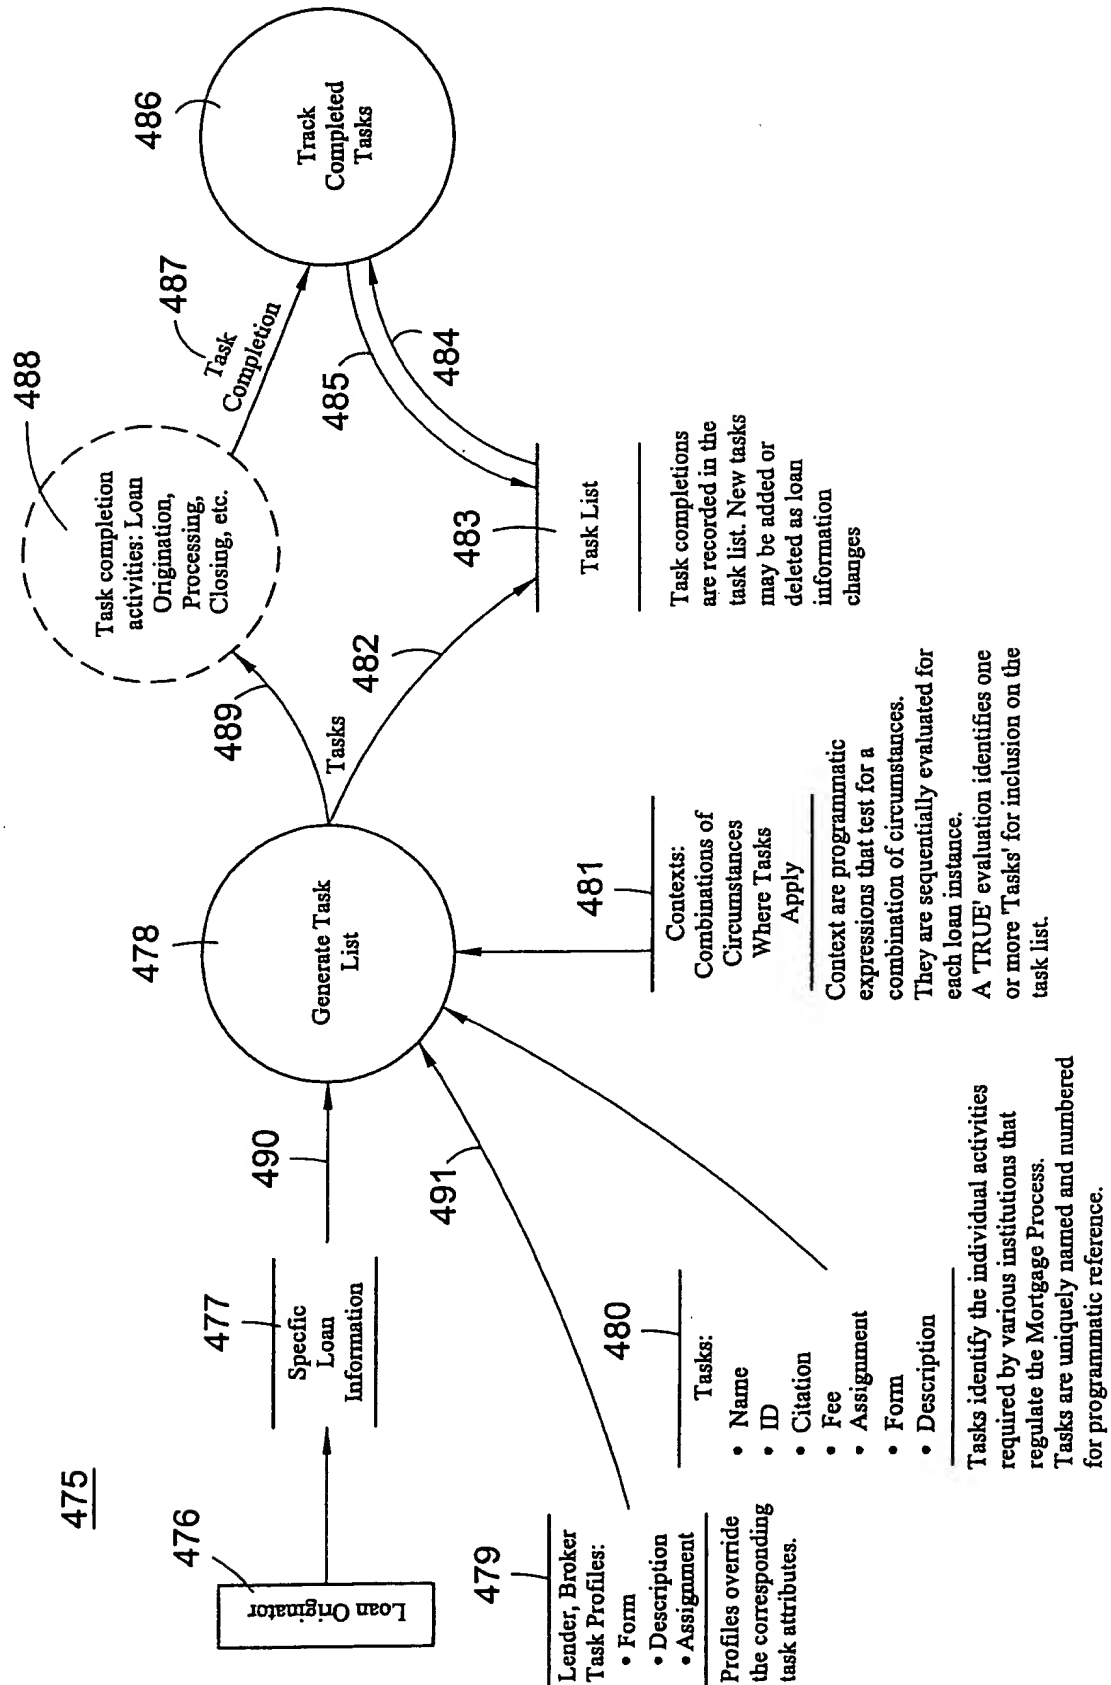 475
476
Loan Originator
477
Specfic
Loan
Information
490
478
Generate Task
List
479
Lender, Broker
Task Profiles:
• Form
• Description
• Assignment
Profiles override
the corresponding
task attributes.
491
480
Tasks:
• Name
• ID
• Citation
• Fee
• Assignment
• Form
• Description
Tasks identify the individual activities
required by various institutions that
regulate the Mortgage Process.
Tasks are uniquely named and numbered
for programmatic reference.
481
Contexts:
Combinations of
Circumstances
Where Tasks
Apply
Context are programmatic
expressions that test for a
combination of circumstances.
They are sequentially evaluated for
each loan instance.
A 'TRUE' evaluation identifies one
or more 'Tasks' for inclusion on the
task list.
489
Tasks
482
488
Task completion
activities: Loan
Origination,
Processing,
Closing, etc.
487
Task
Completion
483
Task List
Task completions
are recorded in the
task list. New tasks
may be added or
deleted as loan
information
changes
485
484
486
Track
Completed
Tasks